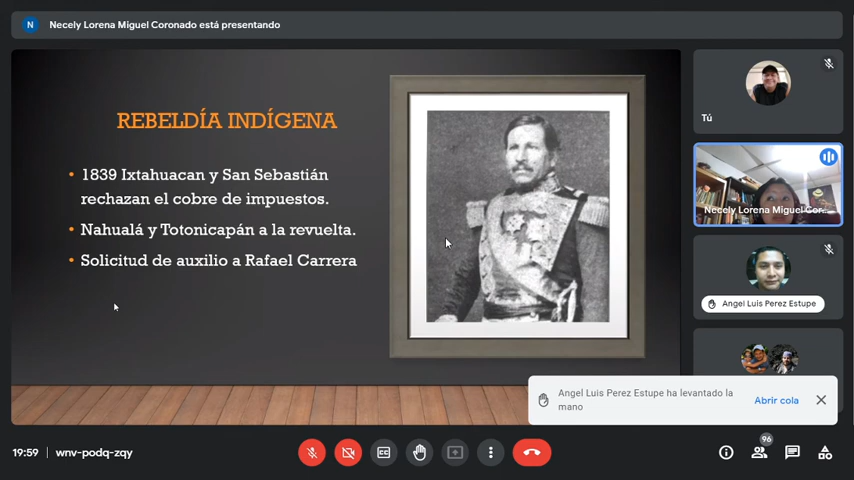 N Necely Lorena Miguel Coronado está presentando
REBELDÍA INDÍGENA
• 1839 Ixtahuacan y San Sebastián
rechazan el cobre de impuestos.
• Nahualá y Totonicapán a la revuelta.
• Solicitud de auxilio a Rafael Carrera
Tú
Necely Lorena Miguel Cor...
Angel Luis Perez Estupe
Angel Luis Perez Estupe ha levantado la
mano
Abrir cola
19:59 | wnv-podq-zqy
CC
96